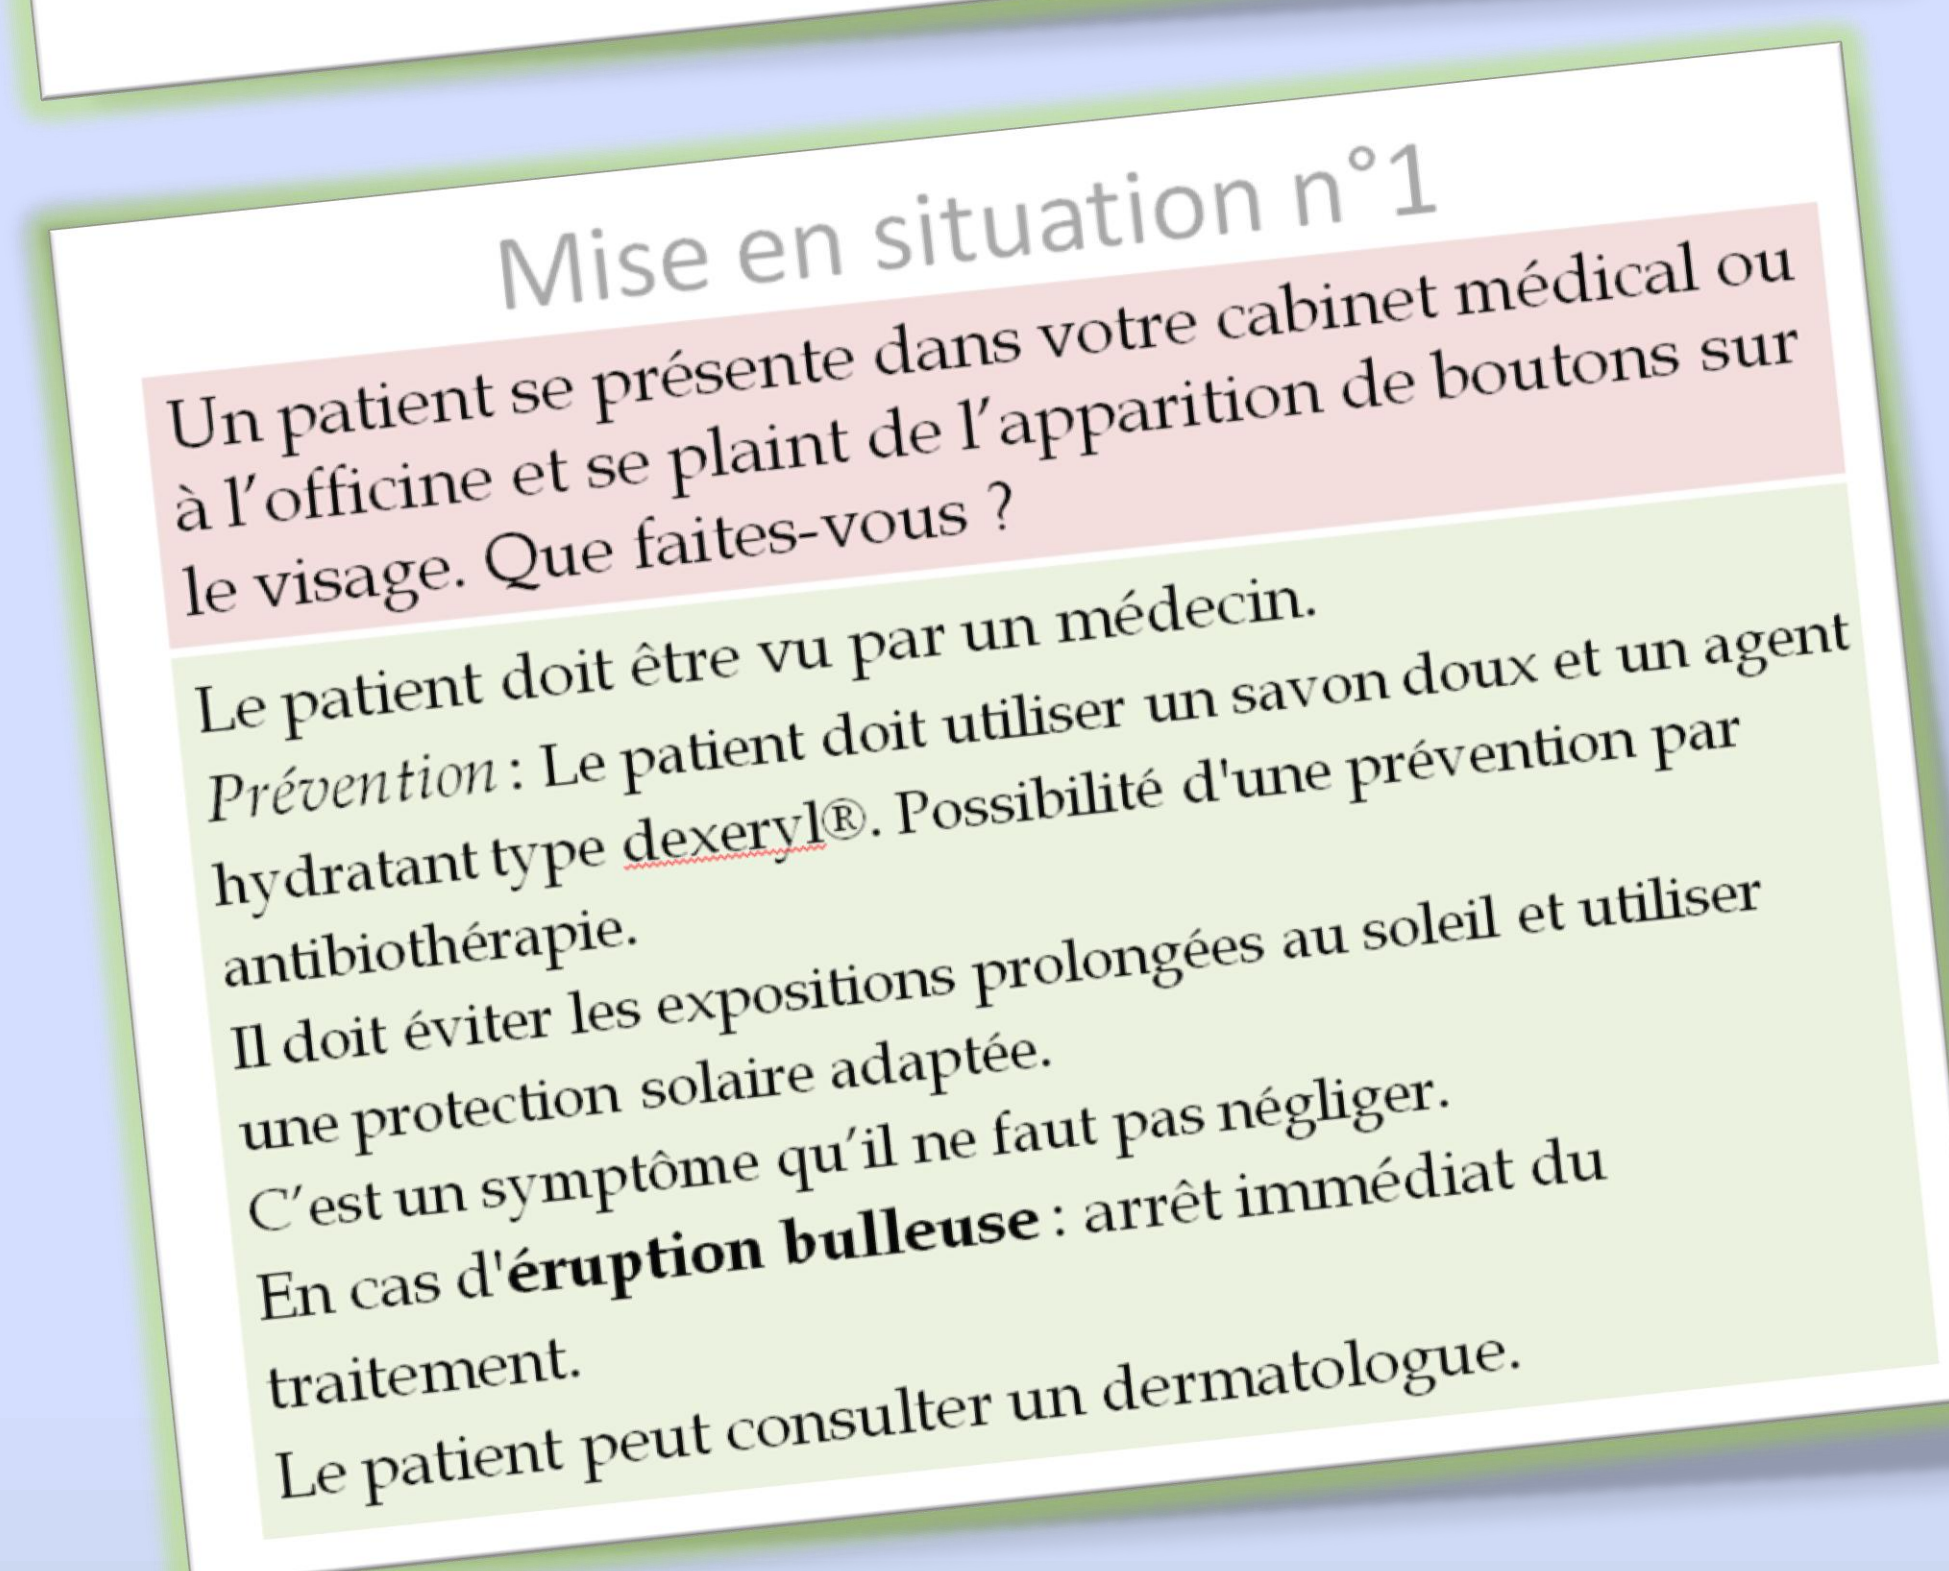 Mise en situation n°1
Un patient se présente dans votre cabinet médical ou
à l’officine et se plaint de l’apparition de boutons sur
le visage. Que faites-vous ?
Le patient doit être vu par un médecin.
Prévention : Le patient doit utiliser un savon doux et un agent
hydratant type dexeryl®. Possibilité d'une prévention par
antibiothérapie.
Il doit éviter les expositions prolongées au soleil et utiliser
une protection solaire adaptée.
C’est un symptôme qu’il ne faut pas négliger.
En cas d'éruption bulleuse : arrêt immédiat du
traitement.
Le patient peut consulter un dermatologue.